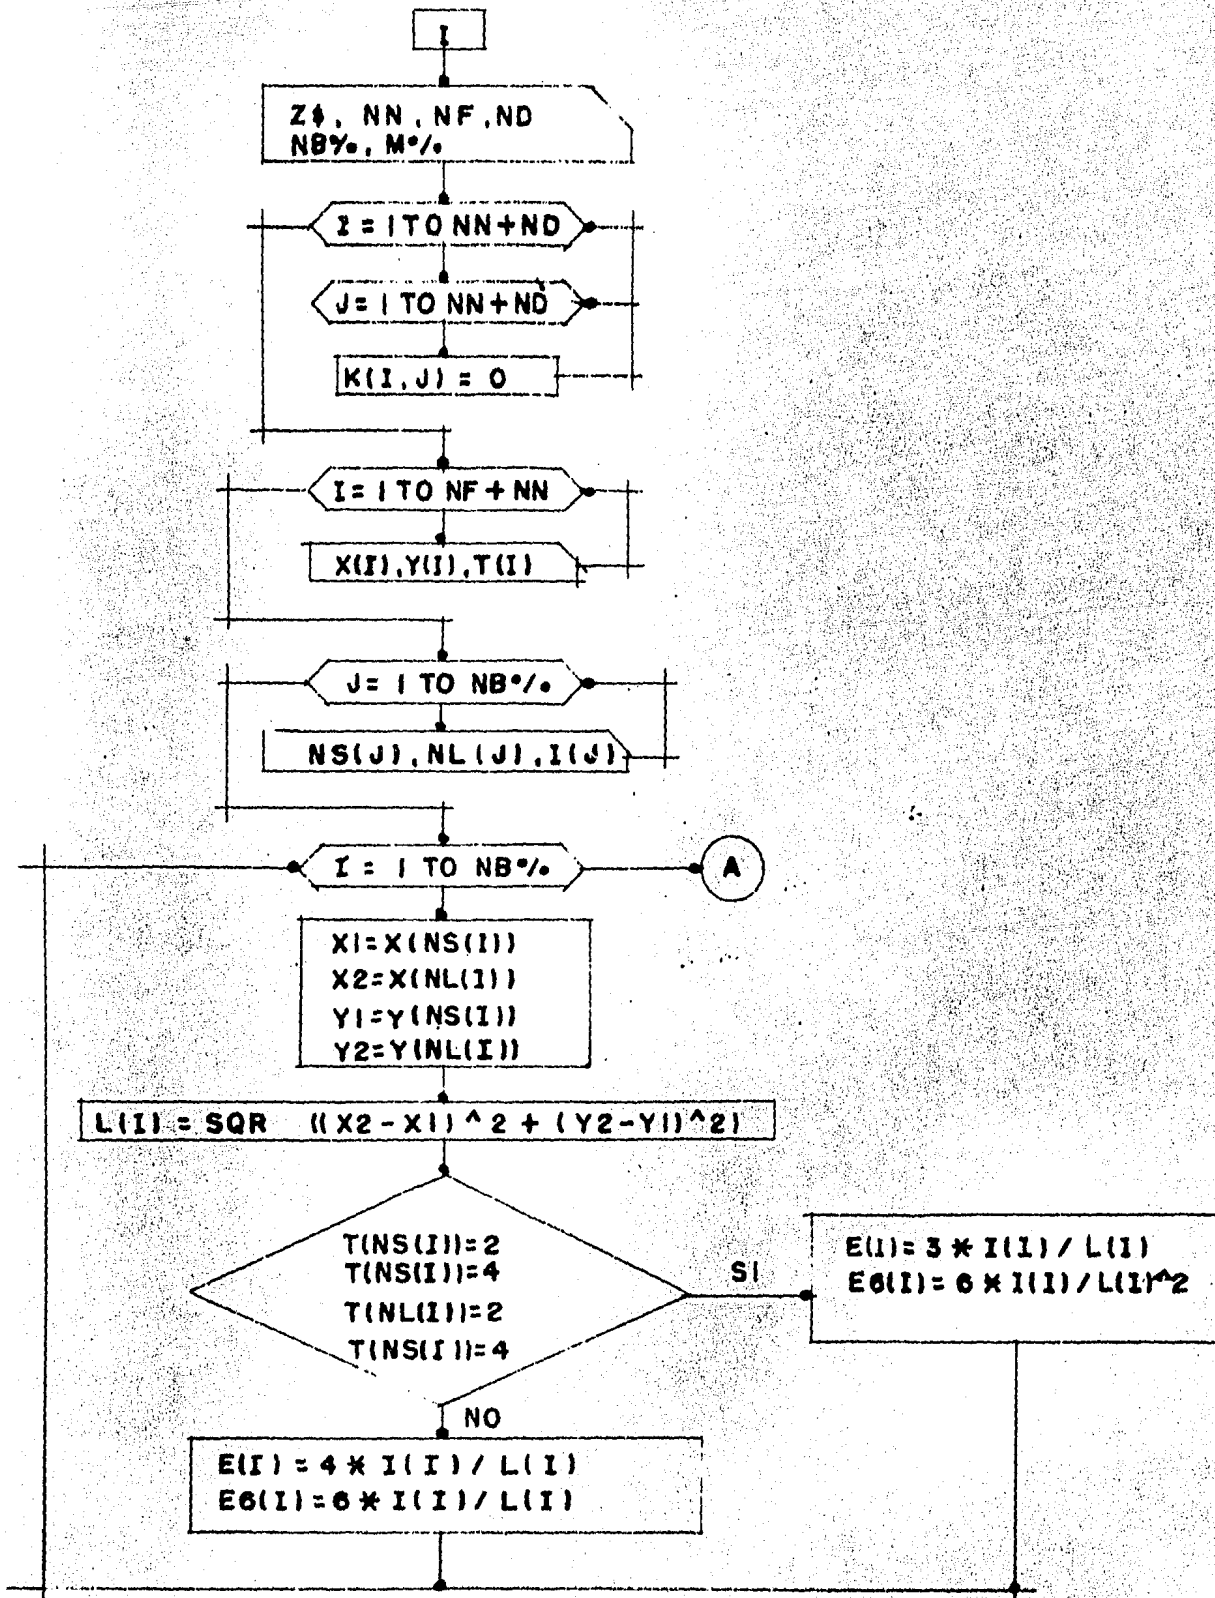 I
Z$, NN, NF, ND
NB%, M%
I = 1 TO NN+ND
J = 1 TO NN+ND
K(I,J) = 0
I = 1 TO NF + NN
X(I),Y(I),T(I)
J = 1 TO NB%
NS(J),NL(J),I(J)
I = 1 TO NB%
A
X1=X(NS(I))
X2=X(NL(I))
Y1=Y(NS(I))
Y2=Y(NL(I))
L(I) = SQR ((X2-X1)^2 + (Y2-Y1)^2)
T(NS(I))=2
T(NS(I))=4
T(NL(I))=2
T(NS(I))=4
SI
E(I)= 3 * I(I) / L(I)
E6(I)= 6 * I(I) / L(I)^2
NO
E(I) = 4 * I(I) / L(I)
E6(I) = 6 * I(I) / L(I)